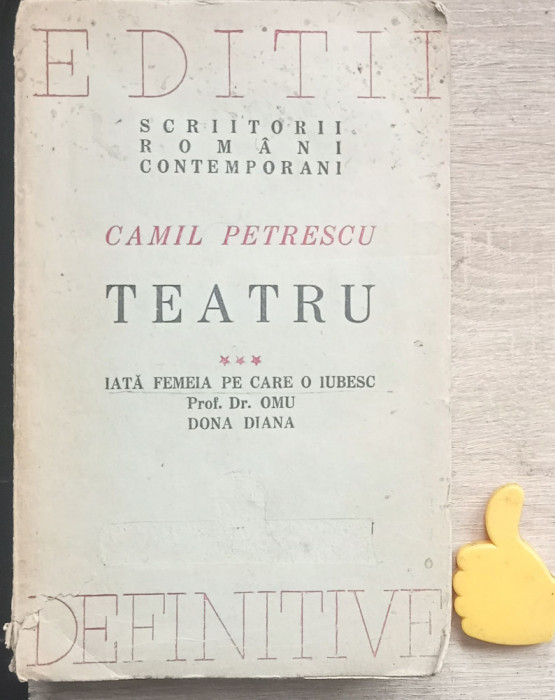 EDITII
SCRIITORII
ROMÂNI
CONTEMPORANI
CAMIL PETRESCU
TEATRU
IATĂ FEMEIA PE CARE O IUBESC
Prof. Dr. OMU
DONA DIANA
DEFINITIVE